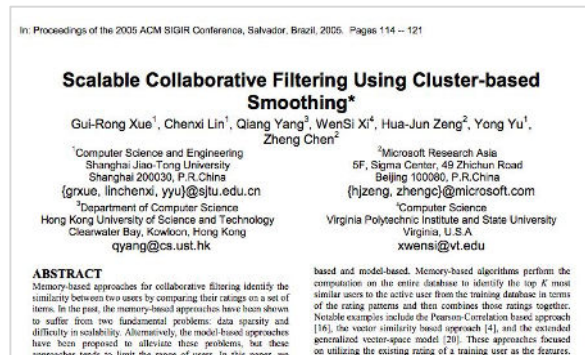 In: Proceedings of the 2005 ACM SIGIR Conference, Salvador, Brazil, 2005. Pages 114 -- 121
Scalable Collaborative Filtering Using Cluster-based
Smoothing*
Gui-Rong Xue1, Chenxi Lin1, Qiang Yang3, WenSi Xi4, Hua-Jun Zeng2, Yong Yu1,
Zheng Chen2
1Computer Science and Engineering
Shanghai Jiao-Tong University
Shanghai 200030, P.R.China
{grxue, linchenxi, yyu}@sjtu.edu.cn
3Department of Computer Science
Hong Kong University of Science and Technology
Clearwater Bay, Kowloon, Hong Kong
qyang@cs.ust.hk
2Microsoft Research Asia
5F, Sigma Center, 49 Zhichun Road
Beijing 100080, P.R.China
{hjzeng, zhengc}@microsoft.com
4Computer Science
Virginia Polytechnic Institute and State University
Virginia, U.S.A
xwensi@vt.edu
ABSTRACT
Memory-based approaches for collaborative filtering identify the
similarity between two users by comparing their ratings on a set of
items. In the past, the memory-based approaches have been shown
to suffer from two fundamental problems: data sparsity and
difficulty in scalability. Alternatively, the model-based approaches
have been proposed to alleviate these problems, but these
approaches tends to limit the range of users. In this paper, we
based and model-based. Memory-based algorithms perform the
computation on the entire database to identify the top K most
similar users to the active user from the training database in terms
of the rating patterns and then combines those ratings together.
Notable examples include the Pearson-Correlation based approach
[16], the vector similarity based approach [4], and the extended
generalized vector-space model [20]. These approaches focused
on utilizing the existing rating of a training user as the features.